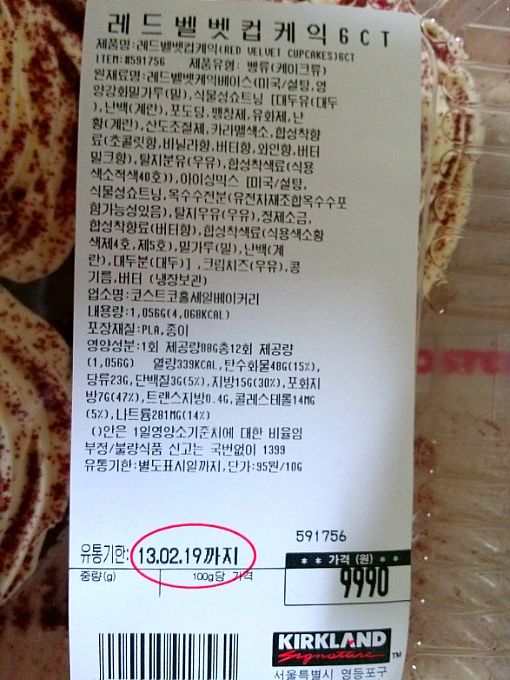 레드벨벳컵케익6CT
제품명:레드벨벳컵케익(RED VELVET CUPCAKES)6CT
ITEM:#591756 제품유형: 빵류(케이크류)
원재료명:레드벨벳케익베이스(미국/설탕,영
양강화밀가루(밀),식물성쇼트닝 [대두유(대두
),난백(계란),포도당,팽창제,유화제,난
황(계란),산도조절제,카라멜색소,합성착향
료(초콜릿향,바닐라향,버터향,와인향,버터
밀크향),탈지분유(우유),합성착색료(식용
색소적색40호)),아이싱믹스 [미국/설탕,
식물성쇼트닝,옥수수전분(유전자재조합옥수수포
함가능성있음),탈지우유(우유),정제소금,
합성착향료(버터향),합성착색료(식용색소황
색제4호,제5호),밀가루(밀),난백(계
란),대두분(대두)] ,크림치즈(우유),콩
기름,버터 (냉장보관)
업소명:코스트코홀세일베이커리
내용량:1,056G(4,068KCAL)
포장재질:PLA,종이
영양성분:1회 제공량88G총12회 제공량
(1,056G) 열량339KCAL,탄수화물48G(15%),
당류23G,단백질3G(5%),지방15G(30%),포화지
방7G(47%),트랜스지방0.4G,콜레스테롤14MG
(5%),나트륨281MG(14%)
()안은 1일영양소기준치에 대한 비율임
부정/불량식품 신고는 국번없이 1399
유통기한:별도표시일까지,단가:95원/10G
591756
유통기한: 13.02.19까지
* * 가격 (원) * *
중량(g) 100g당 가격
9990
KIRKLAND
Signature TM
서울특별시 영등포구